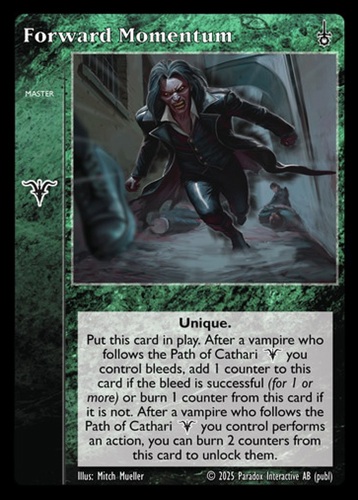 Forward Momentum
MASTER
Unique.
Put this card in play. After a vampire who
follows the Path of Cathari you
control bleeds, add 1 counter to
this card if the bleed is successful (for 1 or
more) or burn 1 counter from this card if
it is not. After a vampire who follows the
Path of Cathari you control performs
an action, you can burn 2 counters from
this card to unlock them.
Illus: Mitch Mueller © 2025 Paradox Interactive AB (publ)